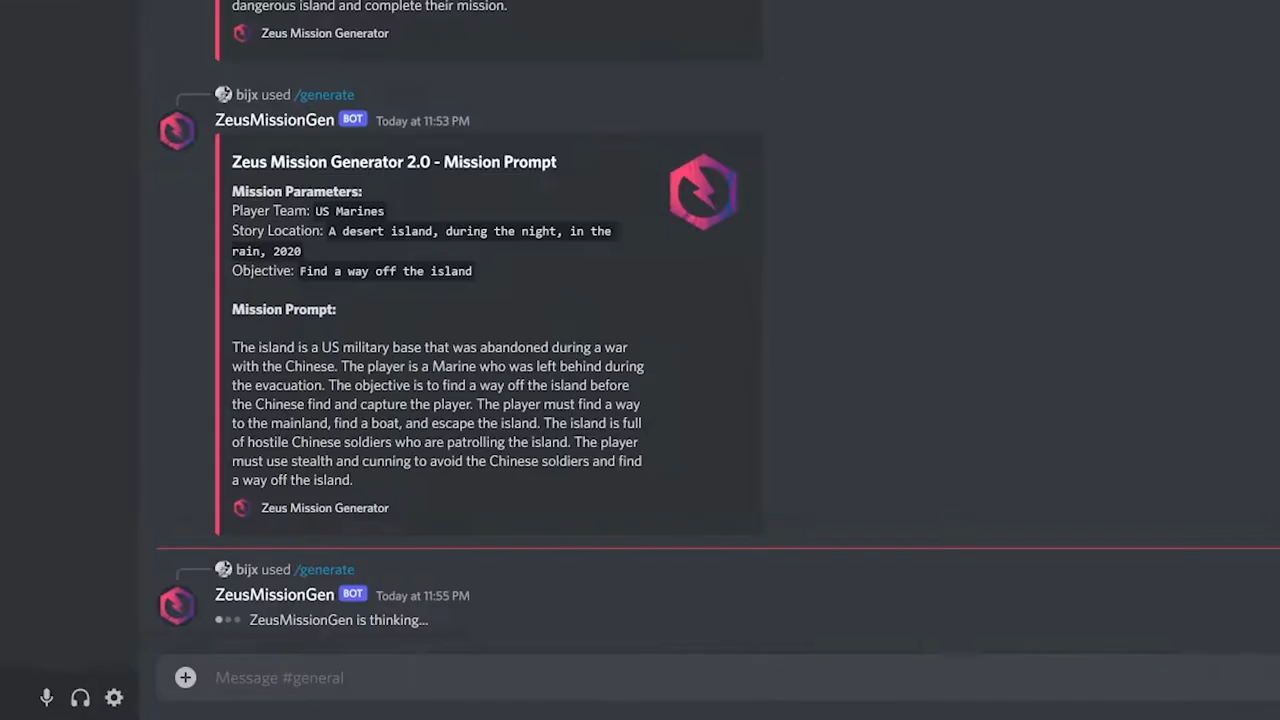 dangerous island and complete their mission.
Zeus Mission Generator
bijx used /generate
ZeusMissionGen BOT Today at 11:53 PM
Zeus Mission Generator 2.0 - Mission Prompt
Mission Parameters:
Player Team: US Marines
Story Location: A desert island, during the night, in the
rain, 2020
Objective: Find a way off the island
Mission Prompt:
The island is a US military base that was abandoned during a war
with the Chinese. The player is a Marine who was left behind during
the evacuation. The objective is to find a way off the island before
the Chinese find and capture the player. The player must find a way
to the mainland, find a boat, and escape the island. The island is full
of hostile Chinese soldiers who are patrolling the island. The player
must use stealth and cunning to avoid the Chinese soldiers and find
a way off the island.
Zeus Mission Generator
bijx used /generate
ZeusMissionGen BOT Today at 11:55 PM
ZeusMissionGen is thinking...
Message #general